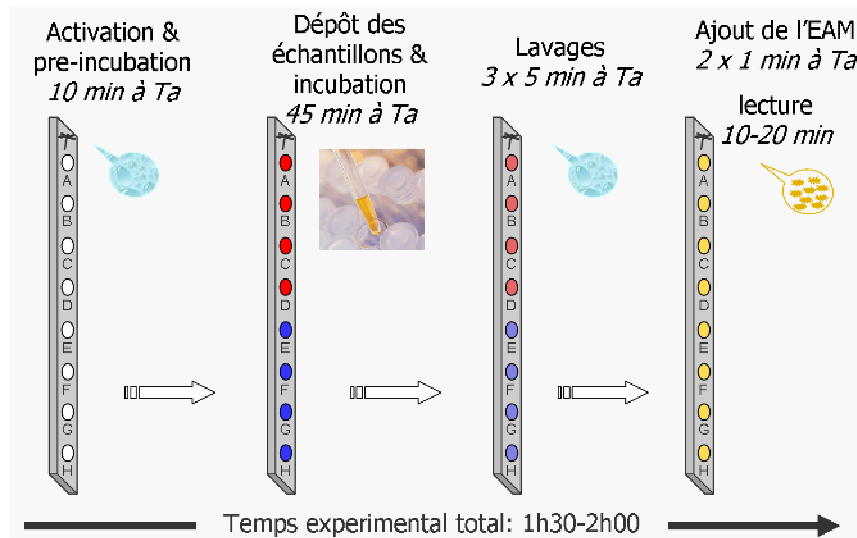 Activation &
pre-incubation
10 min à Ta
Dépôt des
échantillons &
incubation
45 min à Ta
Lavages
3 x 5 min à Ta
Ajout de l'EAM
2 x 1 min à Ta
lecture
10-20 min
A
B
C
D
E
F
G
H
A
B
C
D
E
F
G
H
A
B
C
D
E
F
G
H
A
B
C
D
E
F
G
H
Temps experimental total: 1h30-2h00